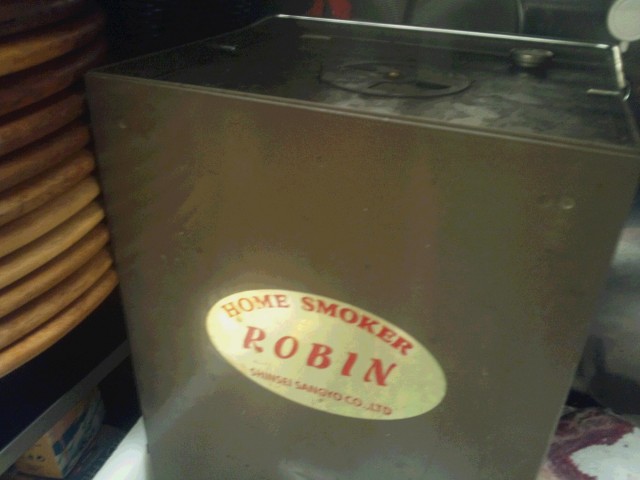 HOME SMOKER
ROBIN
SHINSEI SANGYO CO.,LTD